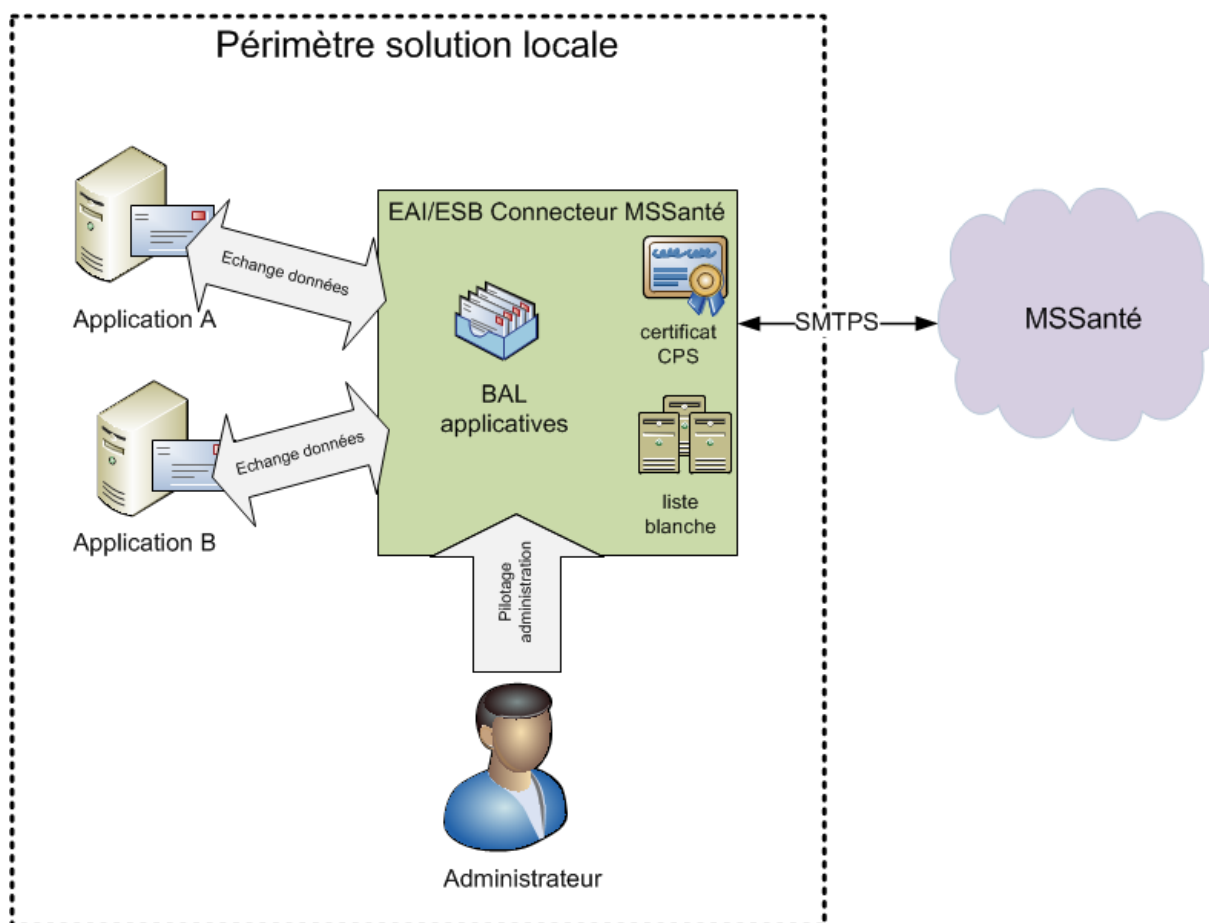 Périmètre solution locale
EAI/ESB Connecteur MSSanté
Echange données
Application A
certificat
CPS
SMTPS
MSSanté
BAL
applicatives
Echange données
liste
blanche
Application B
Pilotage
administration
Administrateur